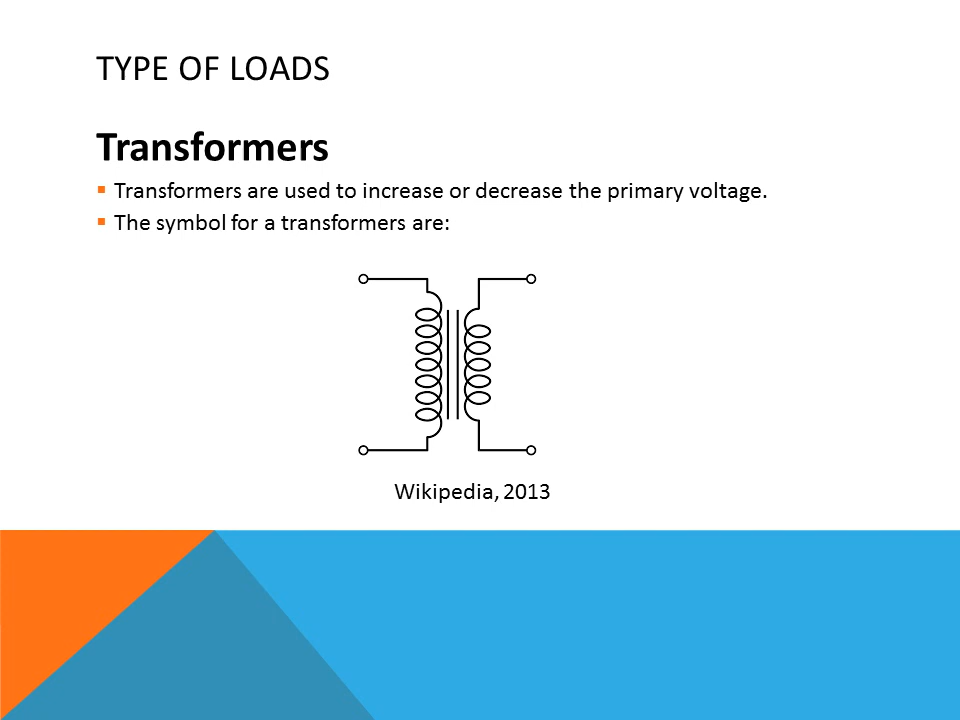 TYPE OF LOADS
Transformers
Transformers are used to increase or decrease the primary voltage.
The symbol for a transformers are:
Wikipedia, 2013